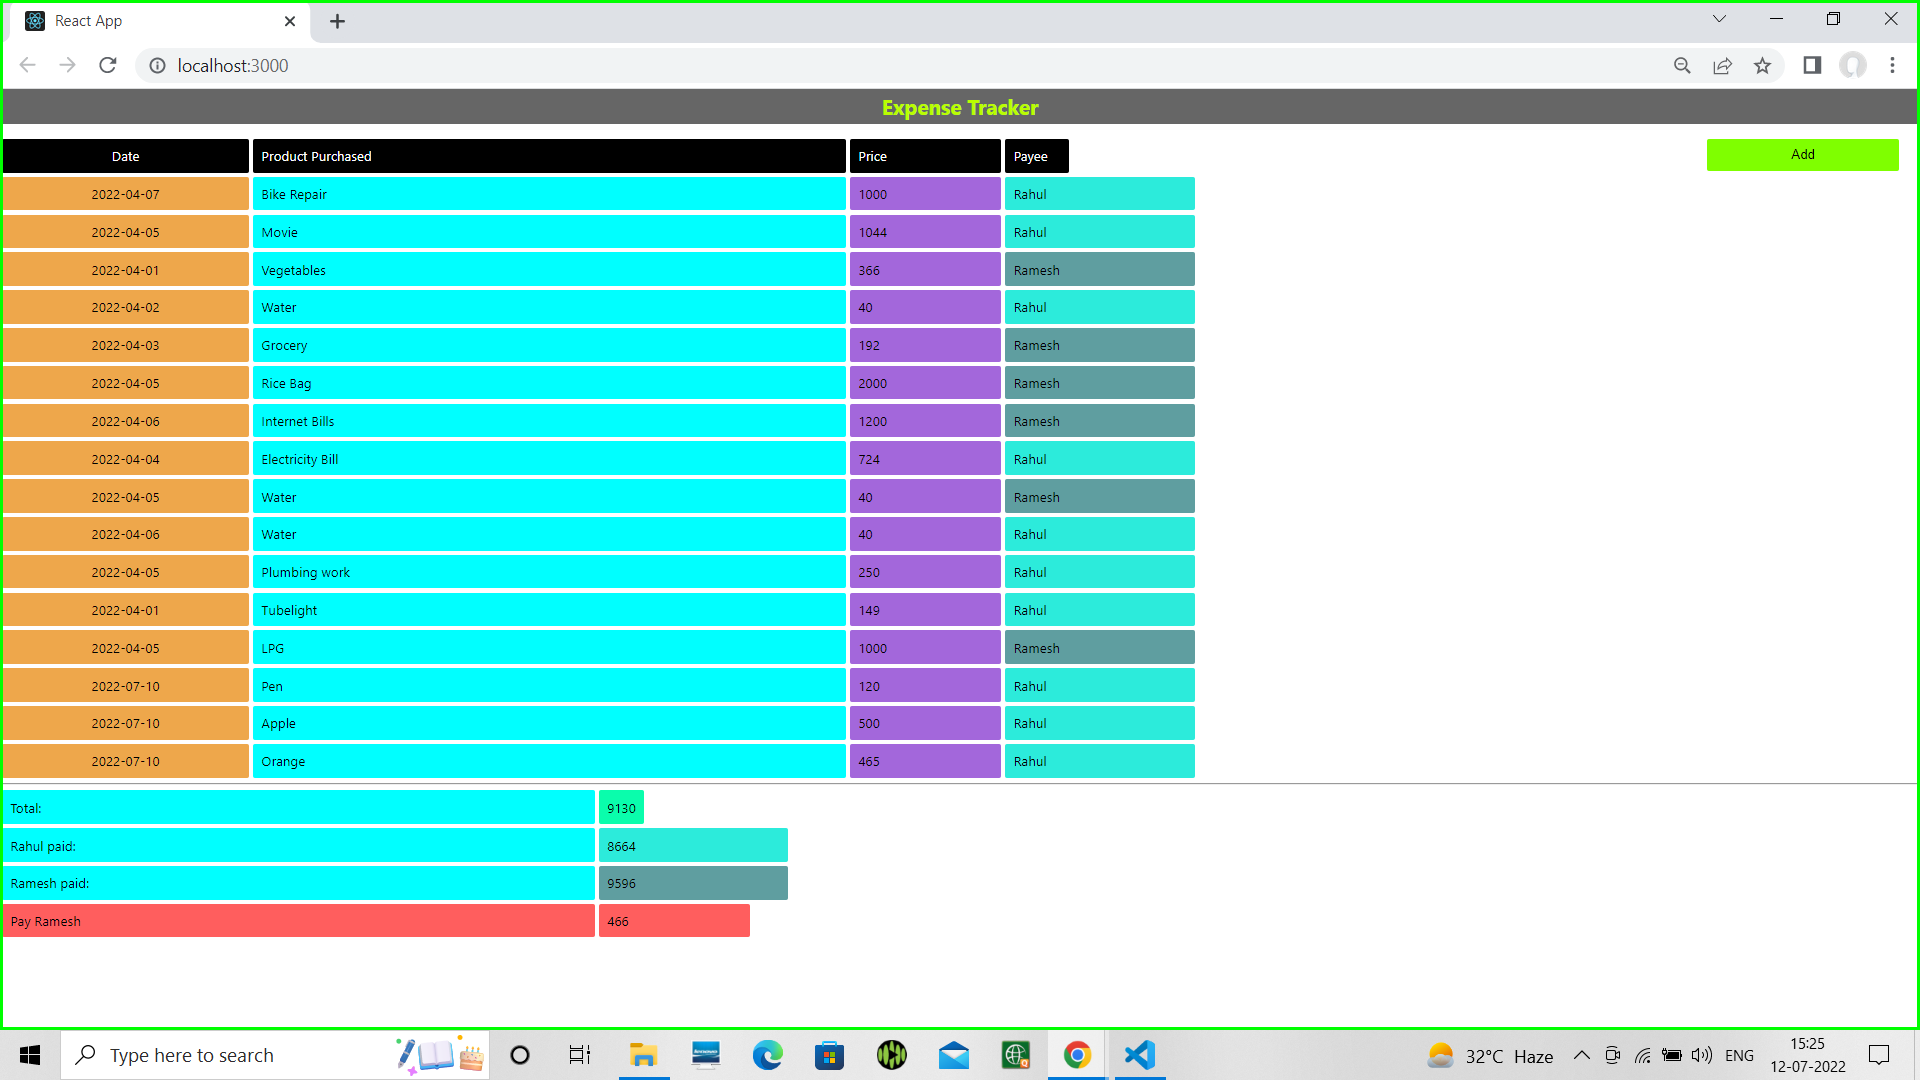 React App
localhost:3000
Expense Tracker
Date Product Purchased Price Payee Add
2022-04-07 Bike Repair 1000 Rahul
2022-04-05 Movie 1044 Rahul
2022-04-01 Vegetables 366 Ramesh
2022-04-02 Water 40 Rahul
2022-04-03 Grocery 192 Ramesh
2022-04-05 Rice Bag 2000 Ramesh
2022-04-06 Internet Bills 1200 Ramesh
2022-04-04 Electricity Bill 724 Rahul
2022-04-05 Water 40 Ramesh
2022-04-06 Water 40 Rahul
2022-04-05 Plumbing work 250 Rahul
2022-04-01 Tubelight 149 Rahul
2022-04-05 LPG 1000 Ramesh
2022-07-10 Pen 120 Rahul
2022-07-10 Apple 500 Rahul
2022-07-10 Orange 465 Rahul
Total: 9130
Rahul paid: 8664
Ramesh paid: 9596
Pay Ramesh 466
Type here to search
32°C Haze
ENG
15:25
12-07-2022